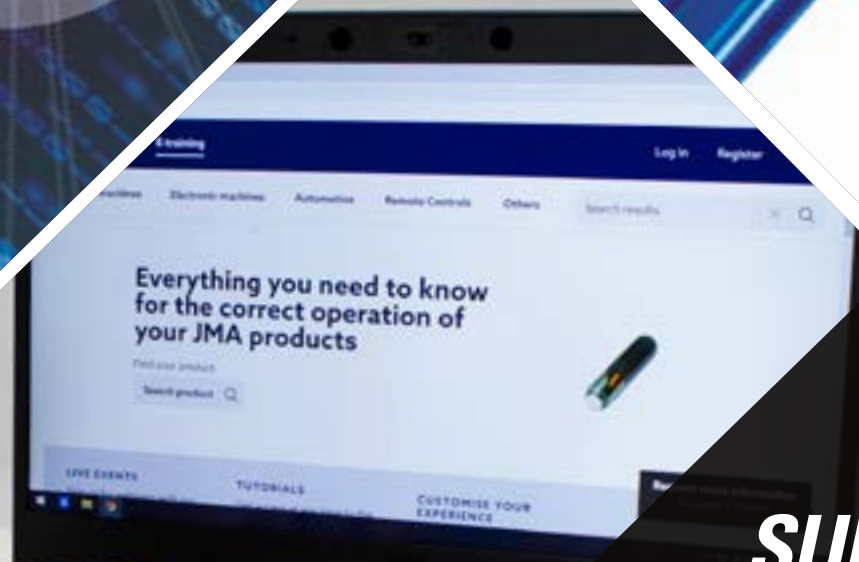 E-training
Log in Register
machines Electronic machines Automotive Remote Controls Others Search results
Everything you need to know
for the correct operation of
your JMA products
Find your product
Search product
LIVE EVENTS
TUTORIALS
CUSTOMISE YOUR
EXPERIENCE
SU